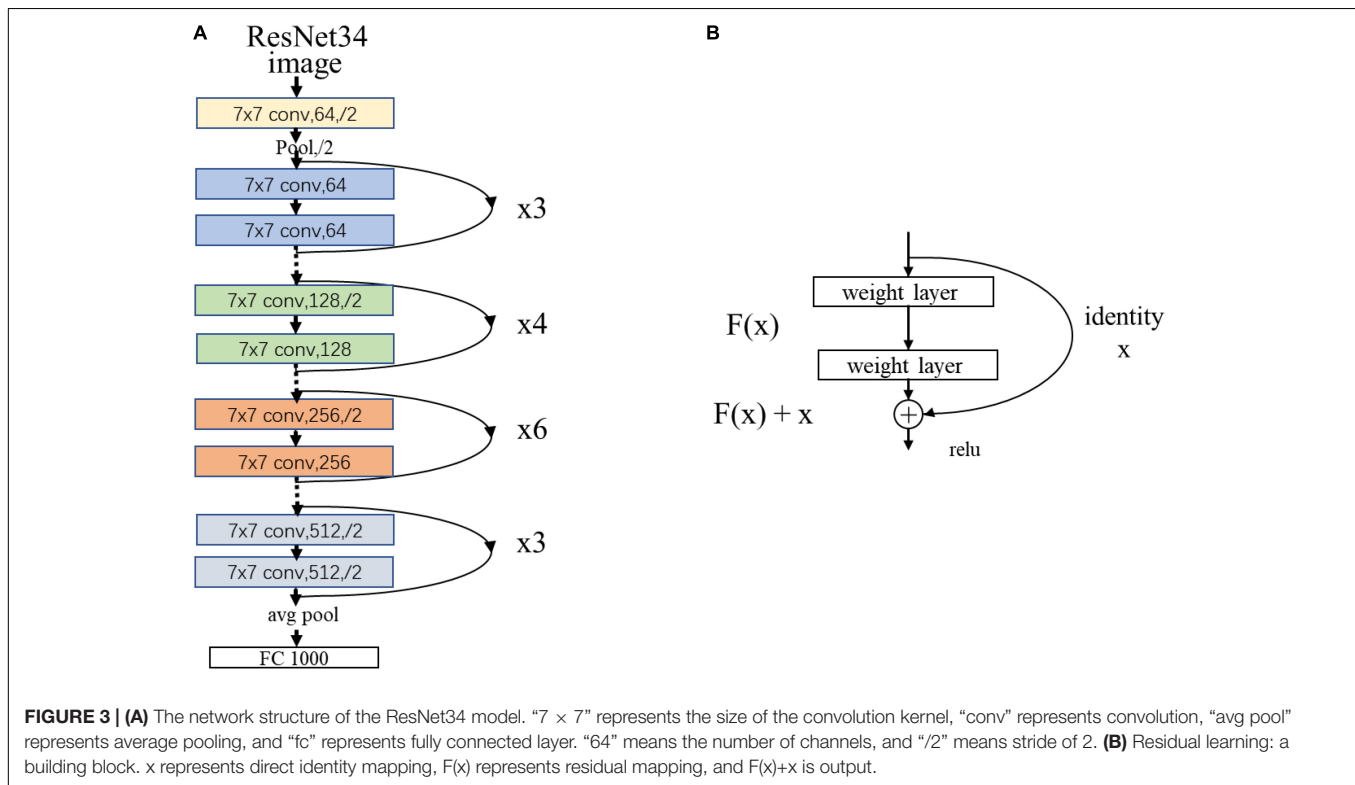 A
ResNet34
image
7x7 conv,64,/2
Pool,/2
7x7 conv,64
7x7 conv,64
x3
7x7 conv,128,/2
7x7 conv,128
x4
7x7 conv,256,/2
7x7 conv,256
x6
7x7 conv,512,/2
7x7 conv,512,/2
x3
avg pool
FC 1000
B
weight layer
F(x)
weight layer
identity
x
F(x) + x
+
relu
FIGURE 3 | (A) The network structure of the ResNet34 model. “7 × 7” represents the size of the convolution kernel, “conv” represents convolution, “avg pool”
represents average pooling, and “fc” represents fully connected layer. “64” means the number of channels, and “/2” means stride of 2. (B) Residual learning: a
building block. x represents direct identity mapping, F(x) represents residual mapping, and F(x)+x is output.